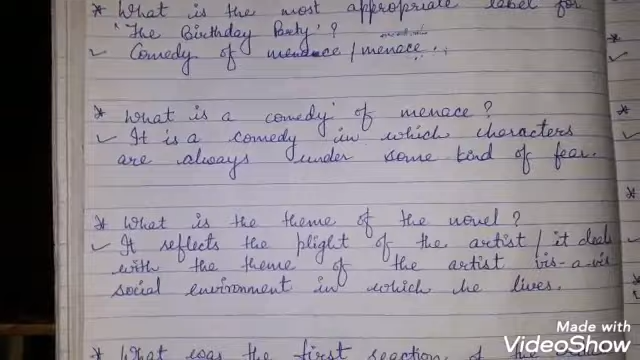 * What is the most appropriate label for
'The Birthday Party'?
✓ Comedy of menance / menace.
* What is a comedy of menace?
✓ It is a comedy in which characters
are always under some kind of fear.
* What is the theme of the novel?
✓ It reflects the plight of the artist / it deals
with the theme of the artist vis-a-vis
social environment in which he lives.
* What was the first reaction of
Made with
VideoShow